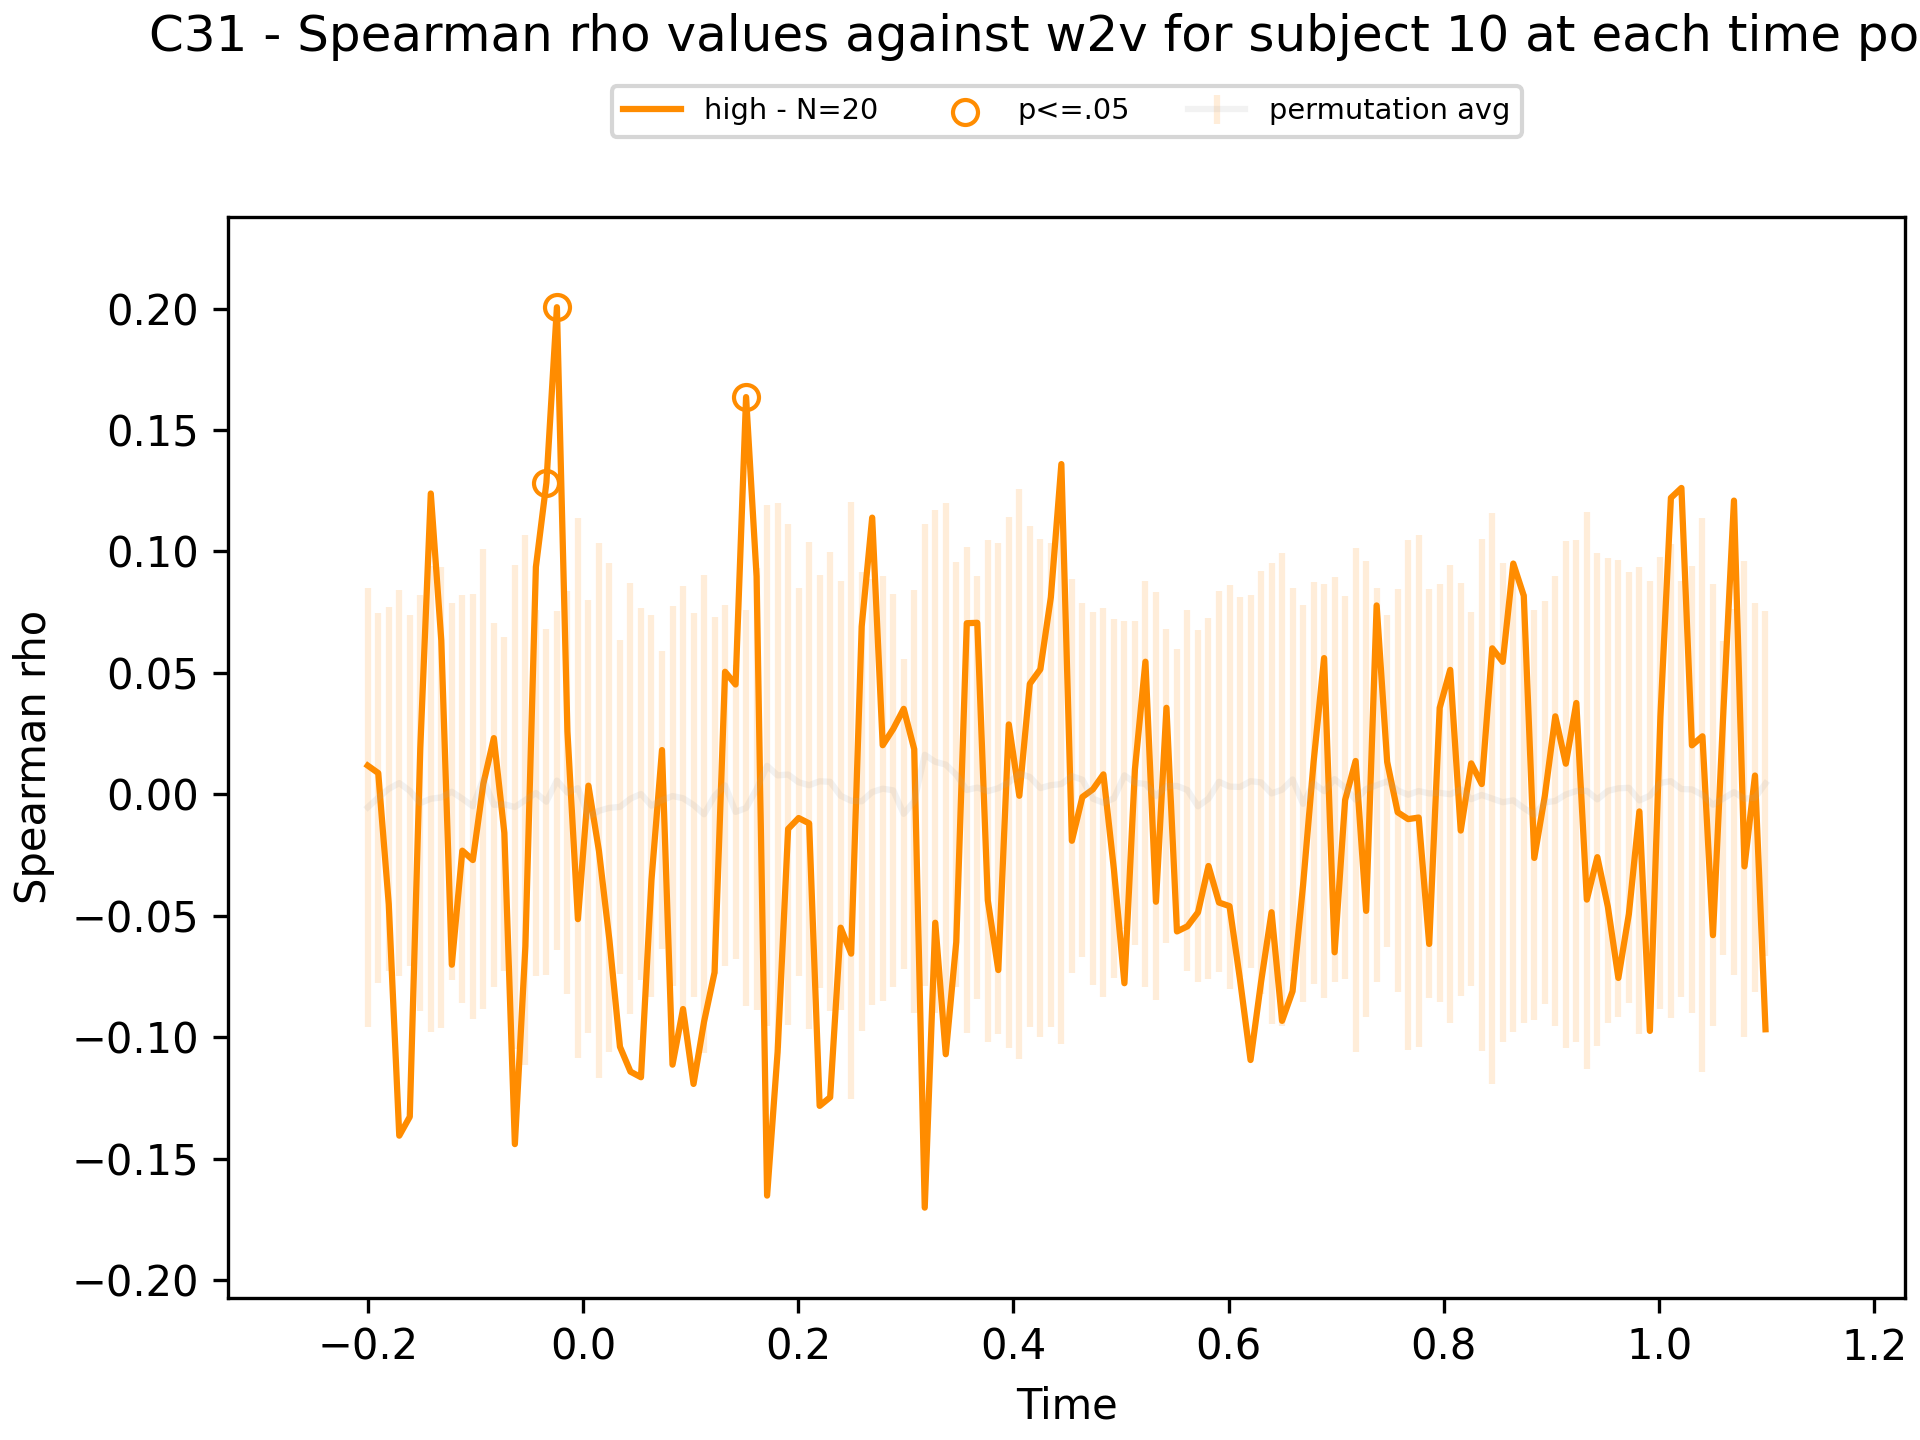 C31 - Spearman rho values against w2v for subject 10 at each time po
high - N=20 p<=.05 permutation avg
Spearman rho
0.20
0.15
0.10
0.05
0.00
−0.05
−0.10
−0.15
−0.20
−0.2 0.0 0.2 0.4 0.6 0.8 1.0 1.2
Time